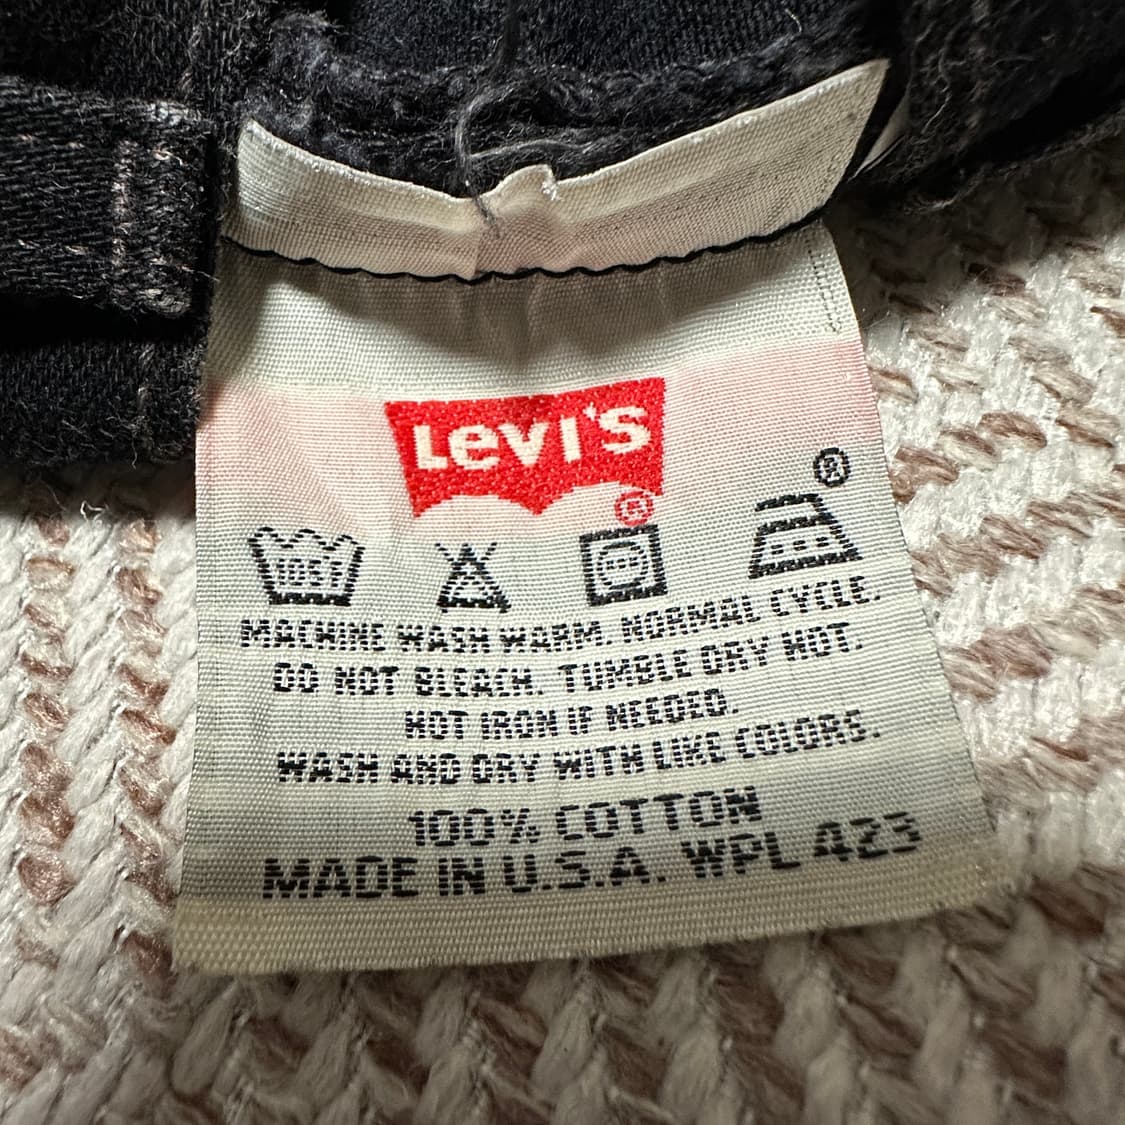 Levi's®
®
105F
MACHINE WASH WARM. NORMAL CYCLE.
DO NOT BLEACH. TUMBLE DRY HOT.
HOT IRON IF NEEDED.
WASH AND DRY WITH LIKE COLORS.
100% COTTON
MADE IN U.S.A. WPL 423